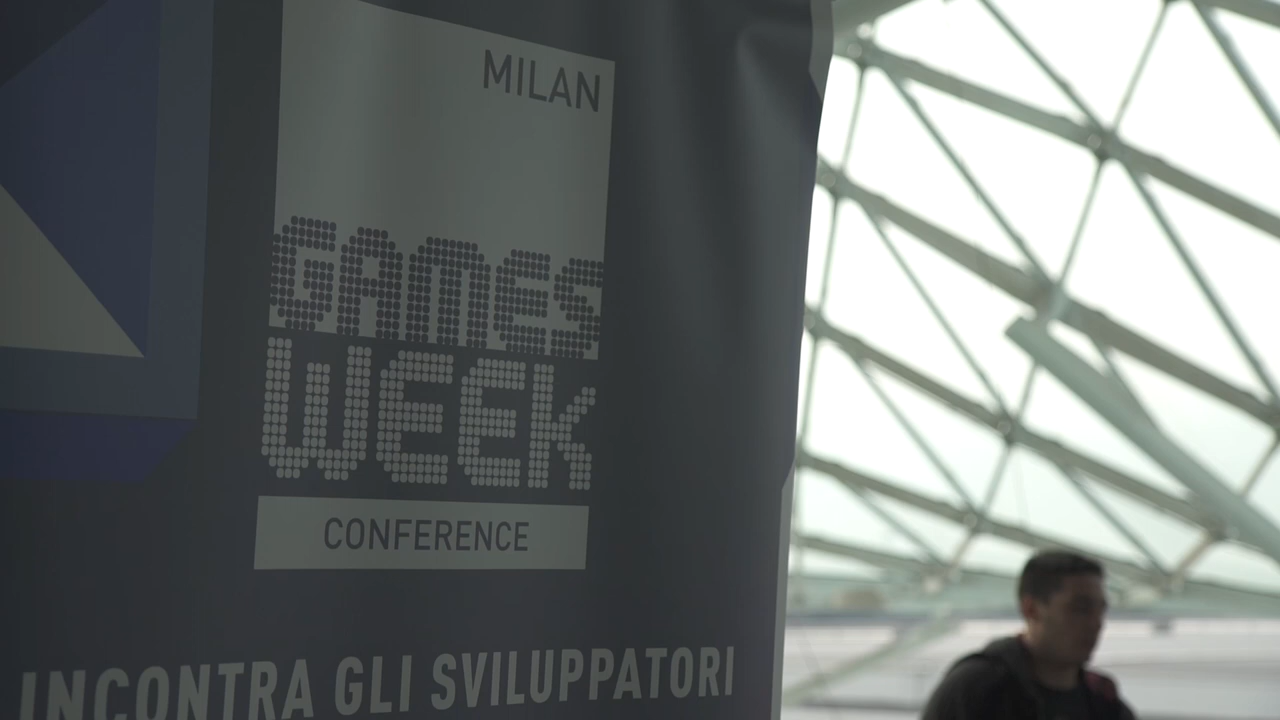 MILAN
GAMES
WEEK
CONFERENCE
INCONTRA GLI SVILUPPATORI